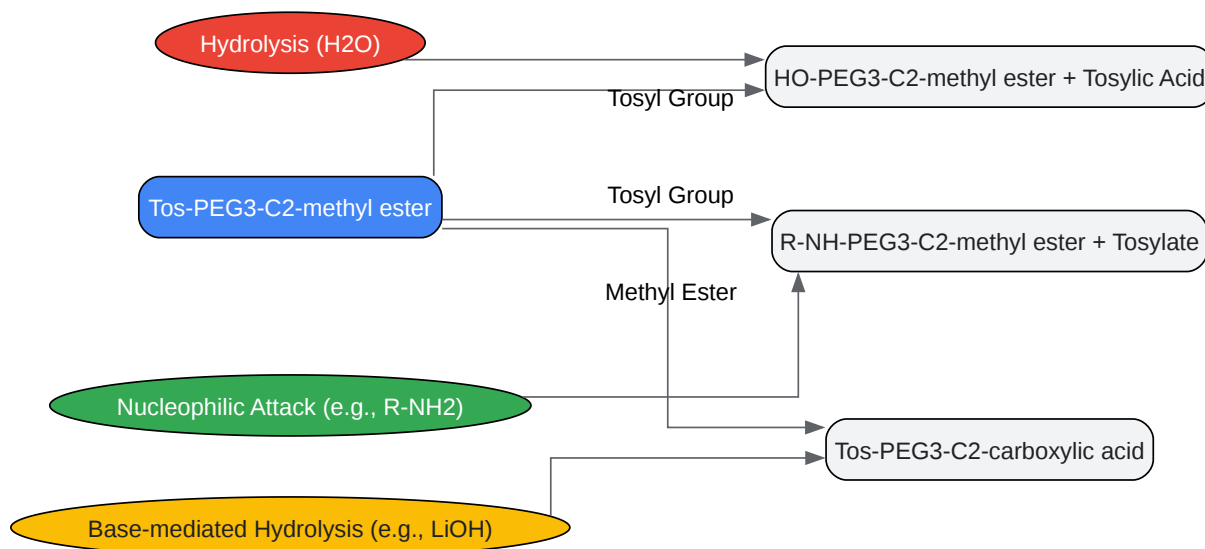 Hydrolysis (H2O)
HO-PEG3-C2-methyl ester + Tosylic Acid
Tosyl Group
Tos-PEG3-C2-methyl ester
Tosyl Group
R-NH-PEG3-C2-methyl ester + Tosylate
Methyl Ester
Nucleophilic Attack (e.g., R-NH2)
Tos-PEG3-C2-carboxylic acid
Base-mediated Hydrolysis (e.g., LiOH)